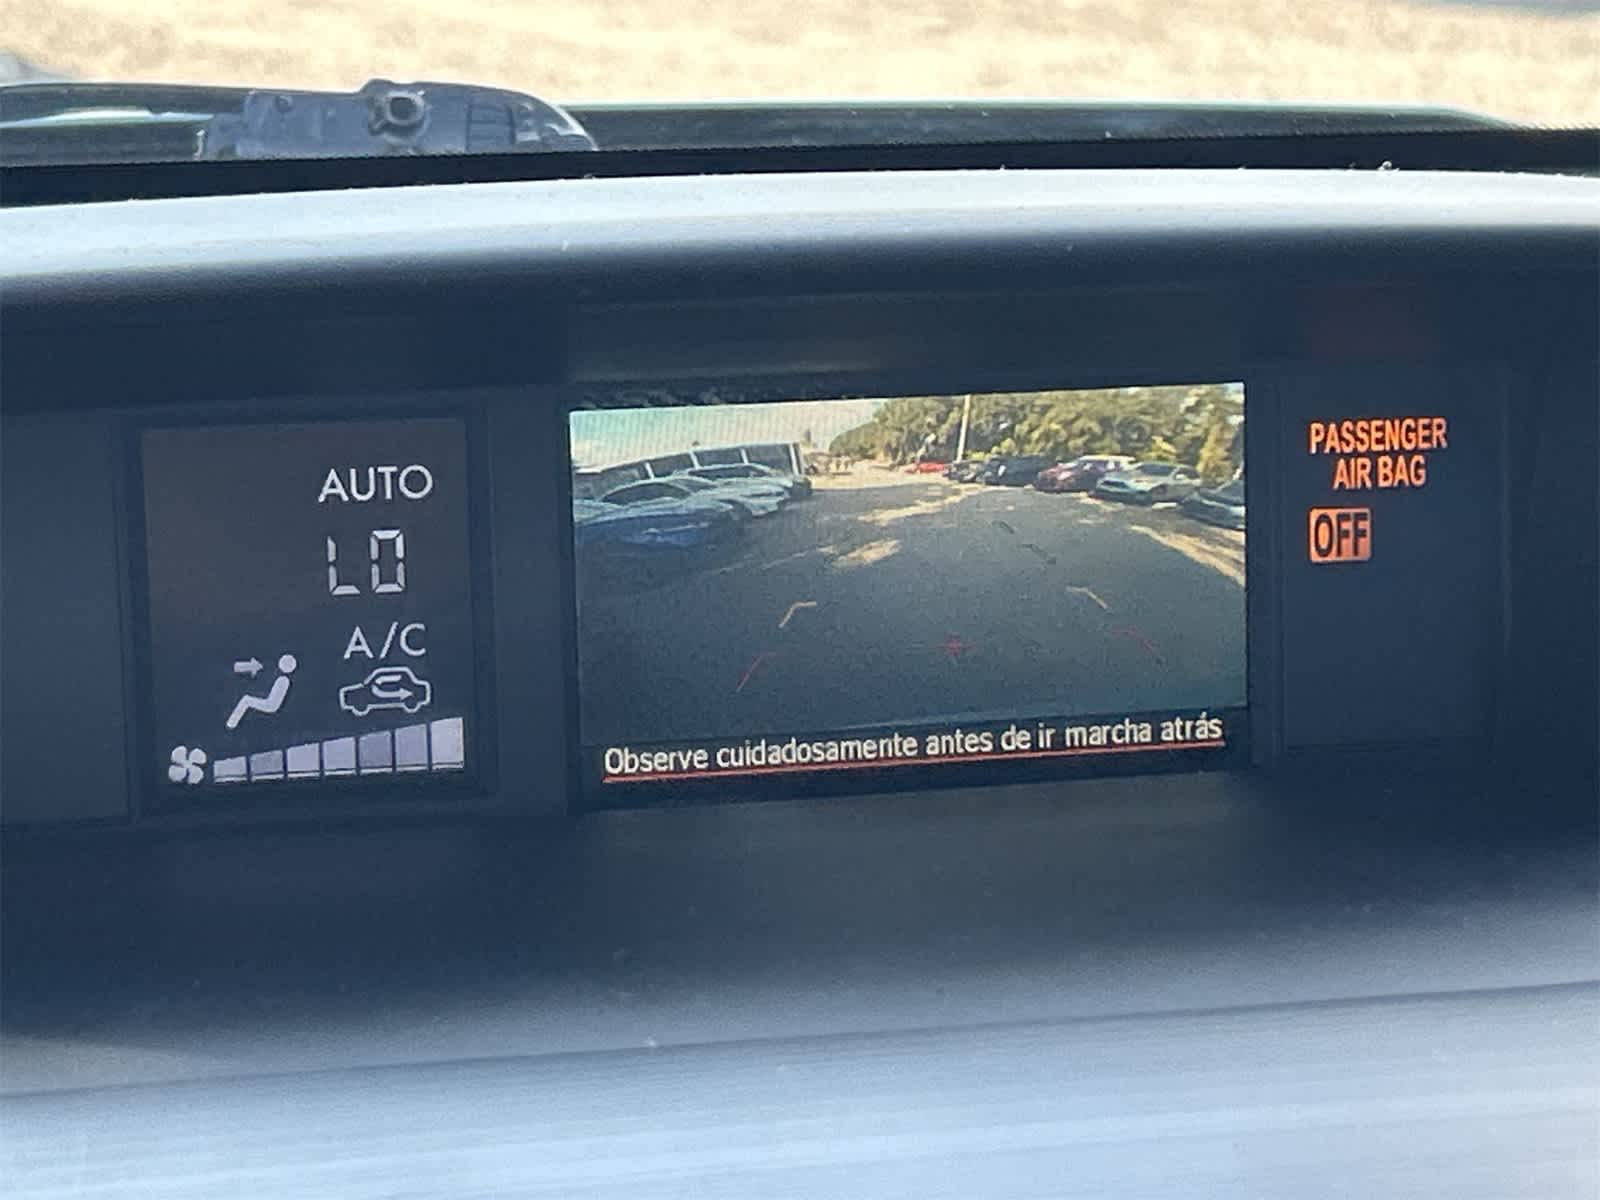 AUTO
LO
A/C
Observe cuidadosamente antes de ir marcha atrás
PASSENGER
AIR BAG
OFF